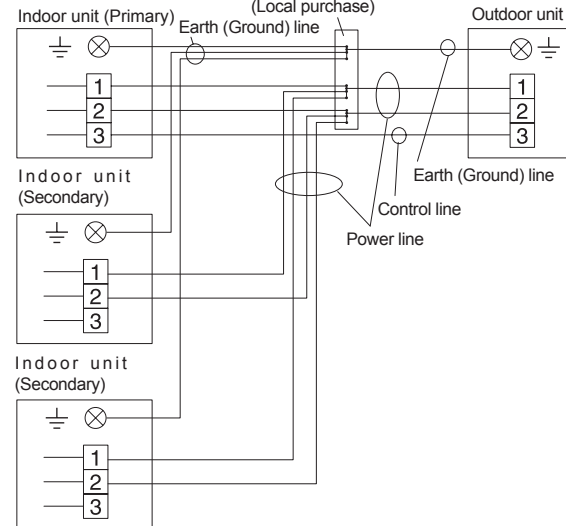 (Local purchase)
Indoor unit (Primary)
Earth (Ground) line
Outdoor unit
1
2
3
1
2
3
Earth (Ground) line
Control line
Power line
Indoor unit
(Secondary)
1
2
3
Indoor unit
(Secondary)
1
2
3